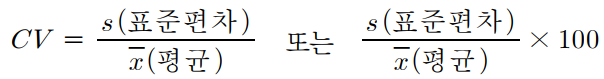 CV = s(표준편차) / x̄(평균) 또는 s(표준편차) / x̄(평균) × 100